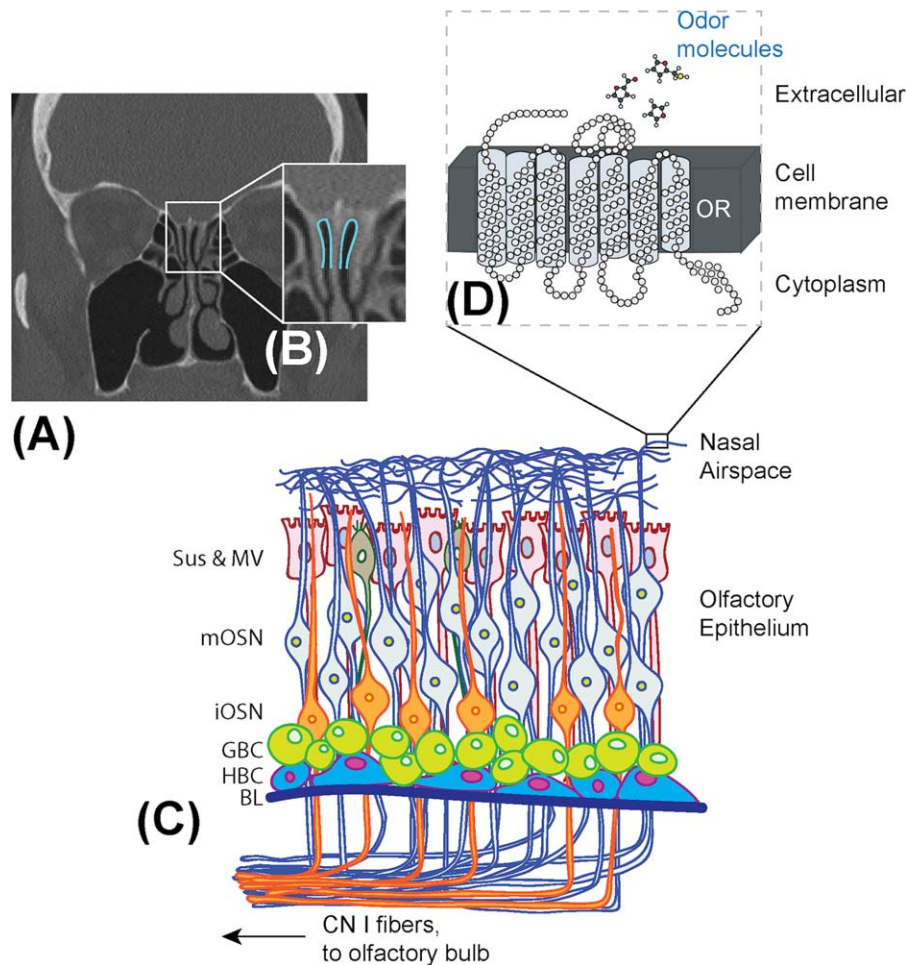 Odor
molecules
Extracellular
Cell
membrane
OR
Cytoplasm
(D)
(B)
(A)
Nasal
Airspace
Sus & MV
Olfactory
Epithelium
mOSN
iOSN
GBC
HBC
BL
(C)
CN I fibers,
to olfactory bulb